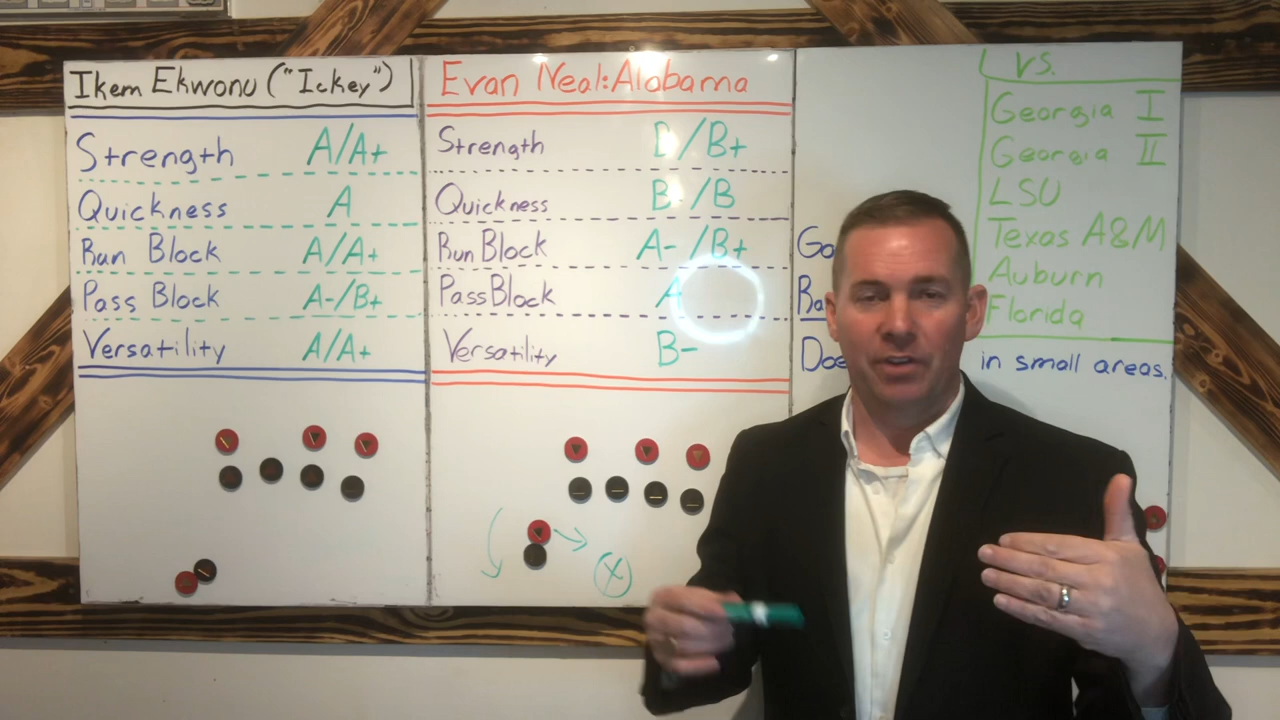 Ikem Ekwonu ("Ickey")
Strength A/A+
Quickness A
Run Block A/A+
Pass Block A-/B+
Versatility A/A+
Evan Neal: Alabama
Strength /B+
Quickness B /B
Run Block A- /B+
Pass Block A
Versatility B-
X
vs.
Georgia I
Georgia II
LSU
Texas A&M
Auburn
Florida
in small areas.